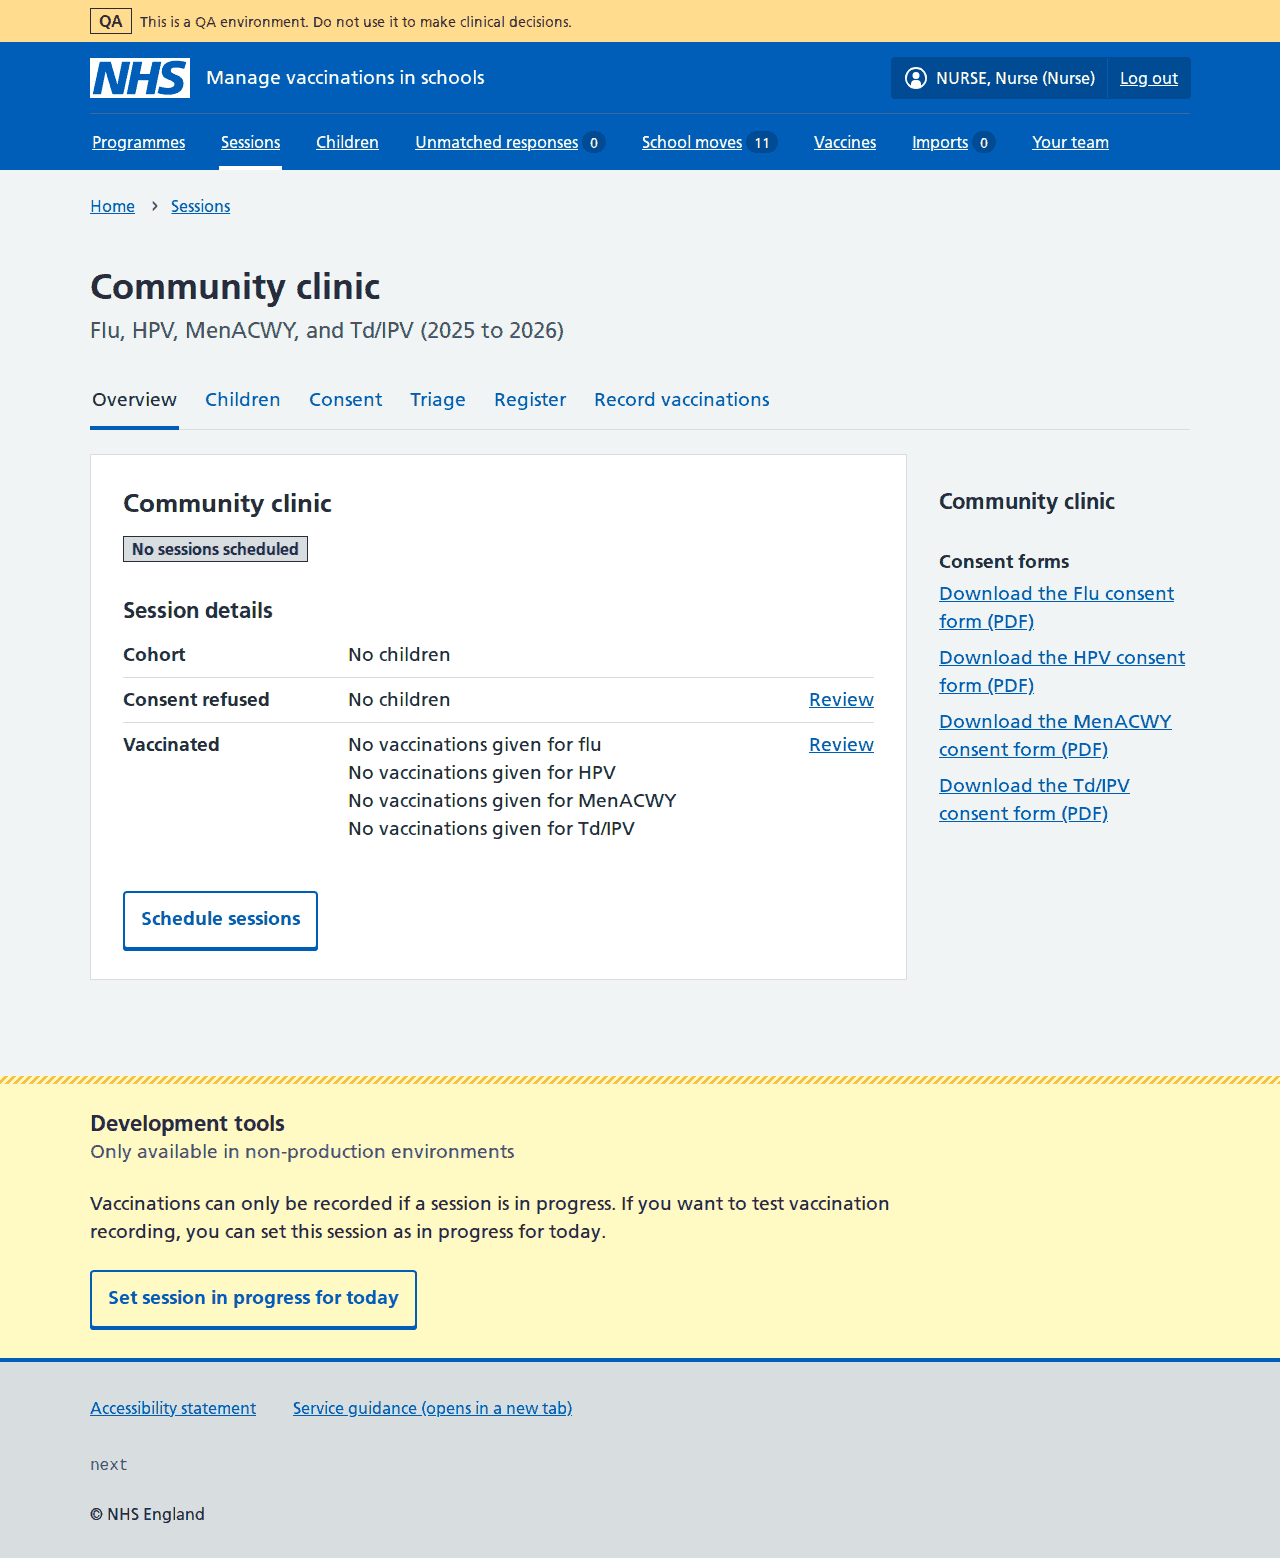 QA This is a QA environment. Do not use it to make clinical decisions.
NHS Manage vaccinations in schools NURSE, Nurse (Nurse) Log out
Programmes Sessions Children Unmatched responses 0 School moves 11 Vaccines Imports 0 Your team
Home › Sessions
Community clinic
Flu, HPV, MenACWY, and Td/IPV (2025 to 2026)
Overview Children Consent Triage Register Record vaccinations
Community clinic
No sessions scheduled
Session details
Cohort No children
Consent refused No children Review
Vaccinated No vaccinations given for flu Review
No vaccinations given for HPV
No vaccinations given for MenACWY
No vaccinations given for Td/IPV
Schedule sessions
Community clinic
Consent forms
Download the Flu consent
form (PDF)
Download the HPV consent
form (PDF)
Download the MenACWY
consent form (PDF)
Download the Td/IPV
consent form (PDF)
Development tools
Only available in non-production environments
Vaccinations can only be recorded if a session is in progress. If you want to test vaccination
recording, you can set this session as in progress for today.
Set session in progress for today
Accessibility statement Service guidance (opens in a new tab)
next
© NHS England